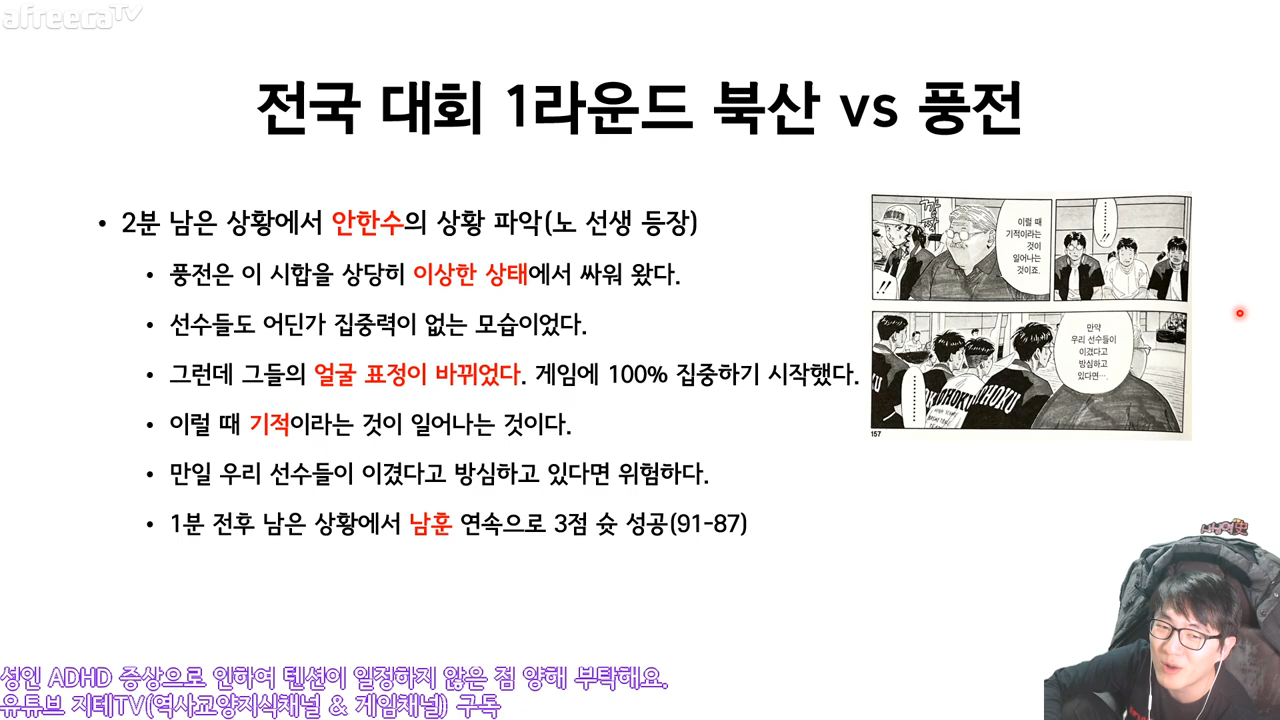 afreecaTV
전국 대회 1라운드 북산 vs 풍전
• 2분 남은 상황에서 안한수의 상황 파악(노 선생 등장)
• 풍전은 이 시합을 상당히 이상한 상태에서 싸워 왔다.
• 선수들도 어딘가 집중력이 없는 모습이었다.
• 그런데 그들의 얼굴 표정이 바뀌었다. 게임에 100% 집중하기 시작했다.
• 이럴 때 기적이라는 것이 일어나는 것이다.
• 만일 우리 선수들이 이겼다고 방심하고 있다면 위험하다.
• 1분 전후 남은 상황에서 남훈 연속으로 3점 슛 성공(91-87)
이럴 때
기적이라는
것이
일어나는
것이죠.
!!
!!
만약
우리 선수들이
이겼다고
방심하고
있다면….
OHOKU
OHOKU
157
성인 ADHD 증상으로 인하여 텐션이 일정하지 않은 점 양해 부탁해요.
유튜브 지테TV(역사교양지식채널 & 게임채널) 구독